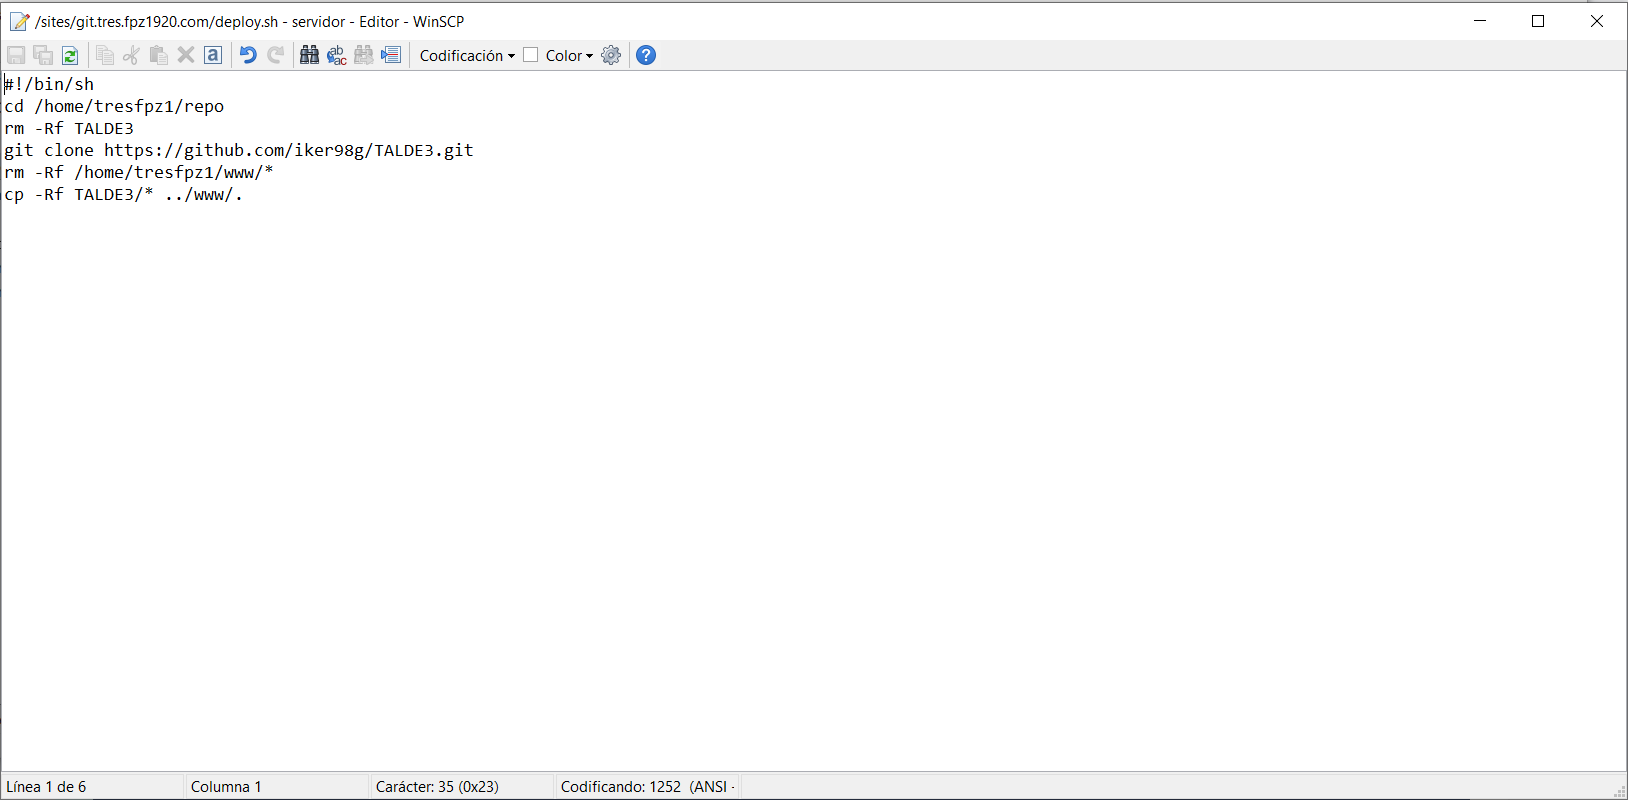 /sites/git.tres.fpz1920.com/deploy.sh - servidor - Editor - WinSCP
Codificación Color
#!/bin/sh
cd /home/tresfpz1/repo
rm -Rf TALDE3
git clone https://github.com/iker98g/TALDE3.git
rm -Rf /home/tresfpz1/www/*
cp -Rf TALDE3/* ../www/.
Línea 1 de 6 Columna 1 Carácter: 35 (0x23) Codificando: 1252 (ANSI -